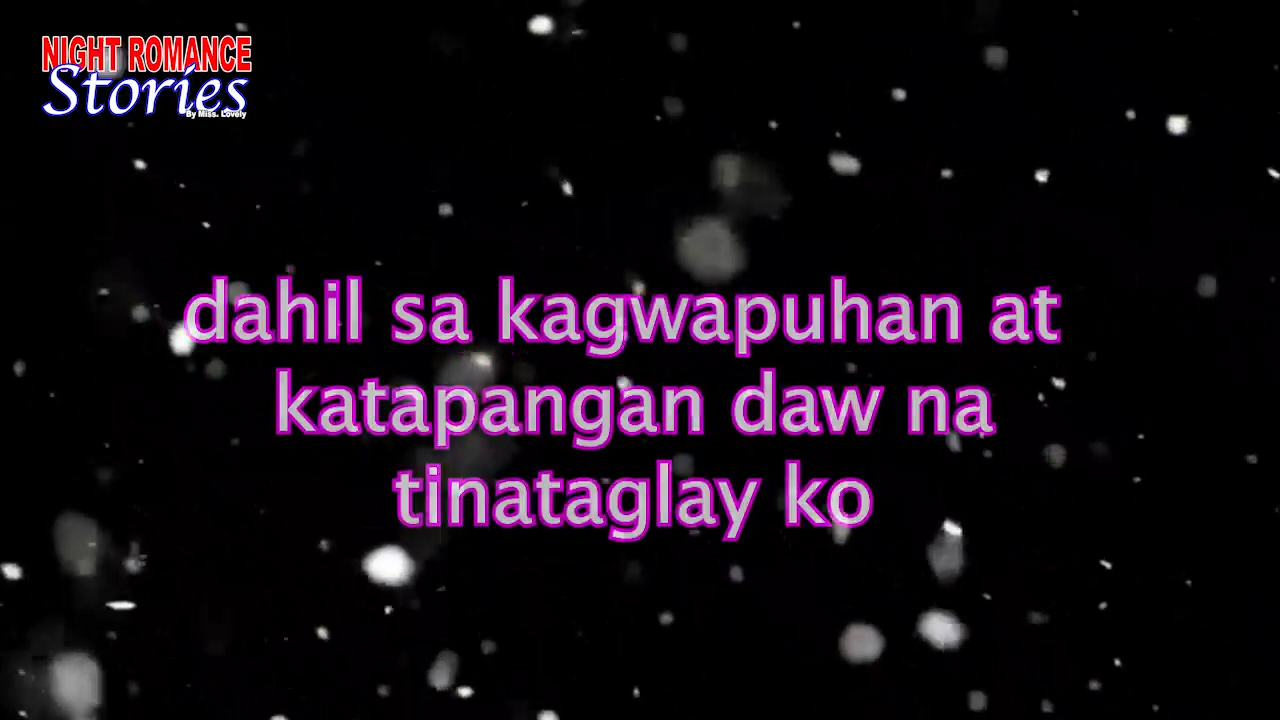 NIGHT ROMANCE
Stories
By Miss. Lovely
dahil sa kagwapuhan at
katapangan daw na
tinataglay ko